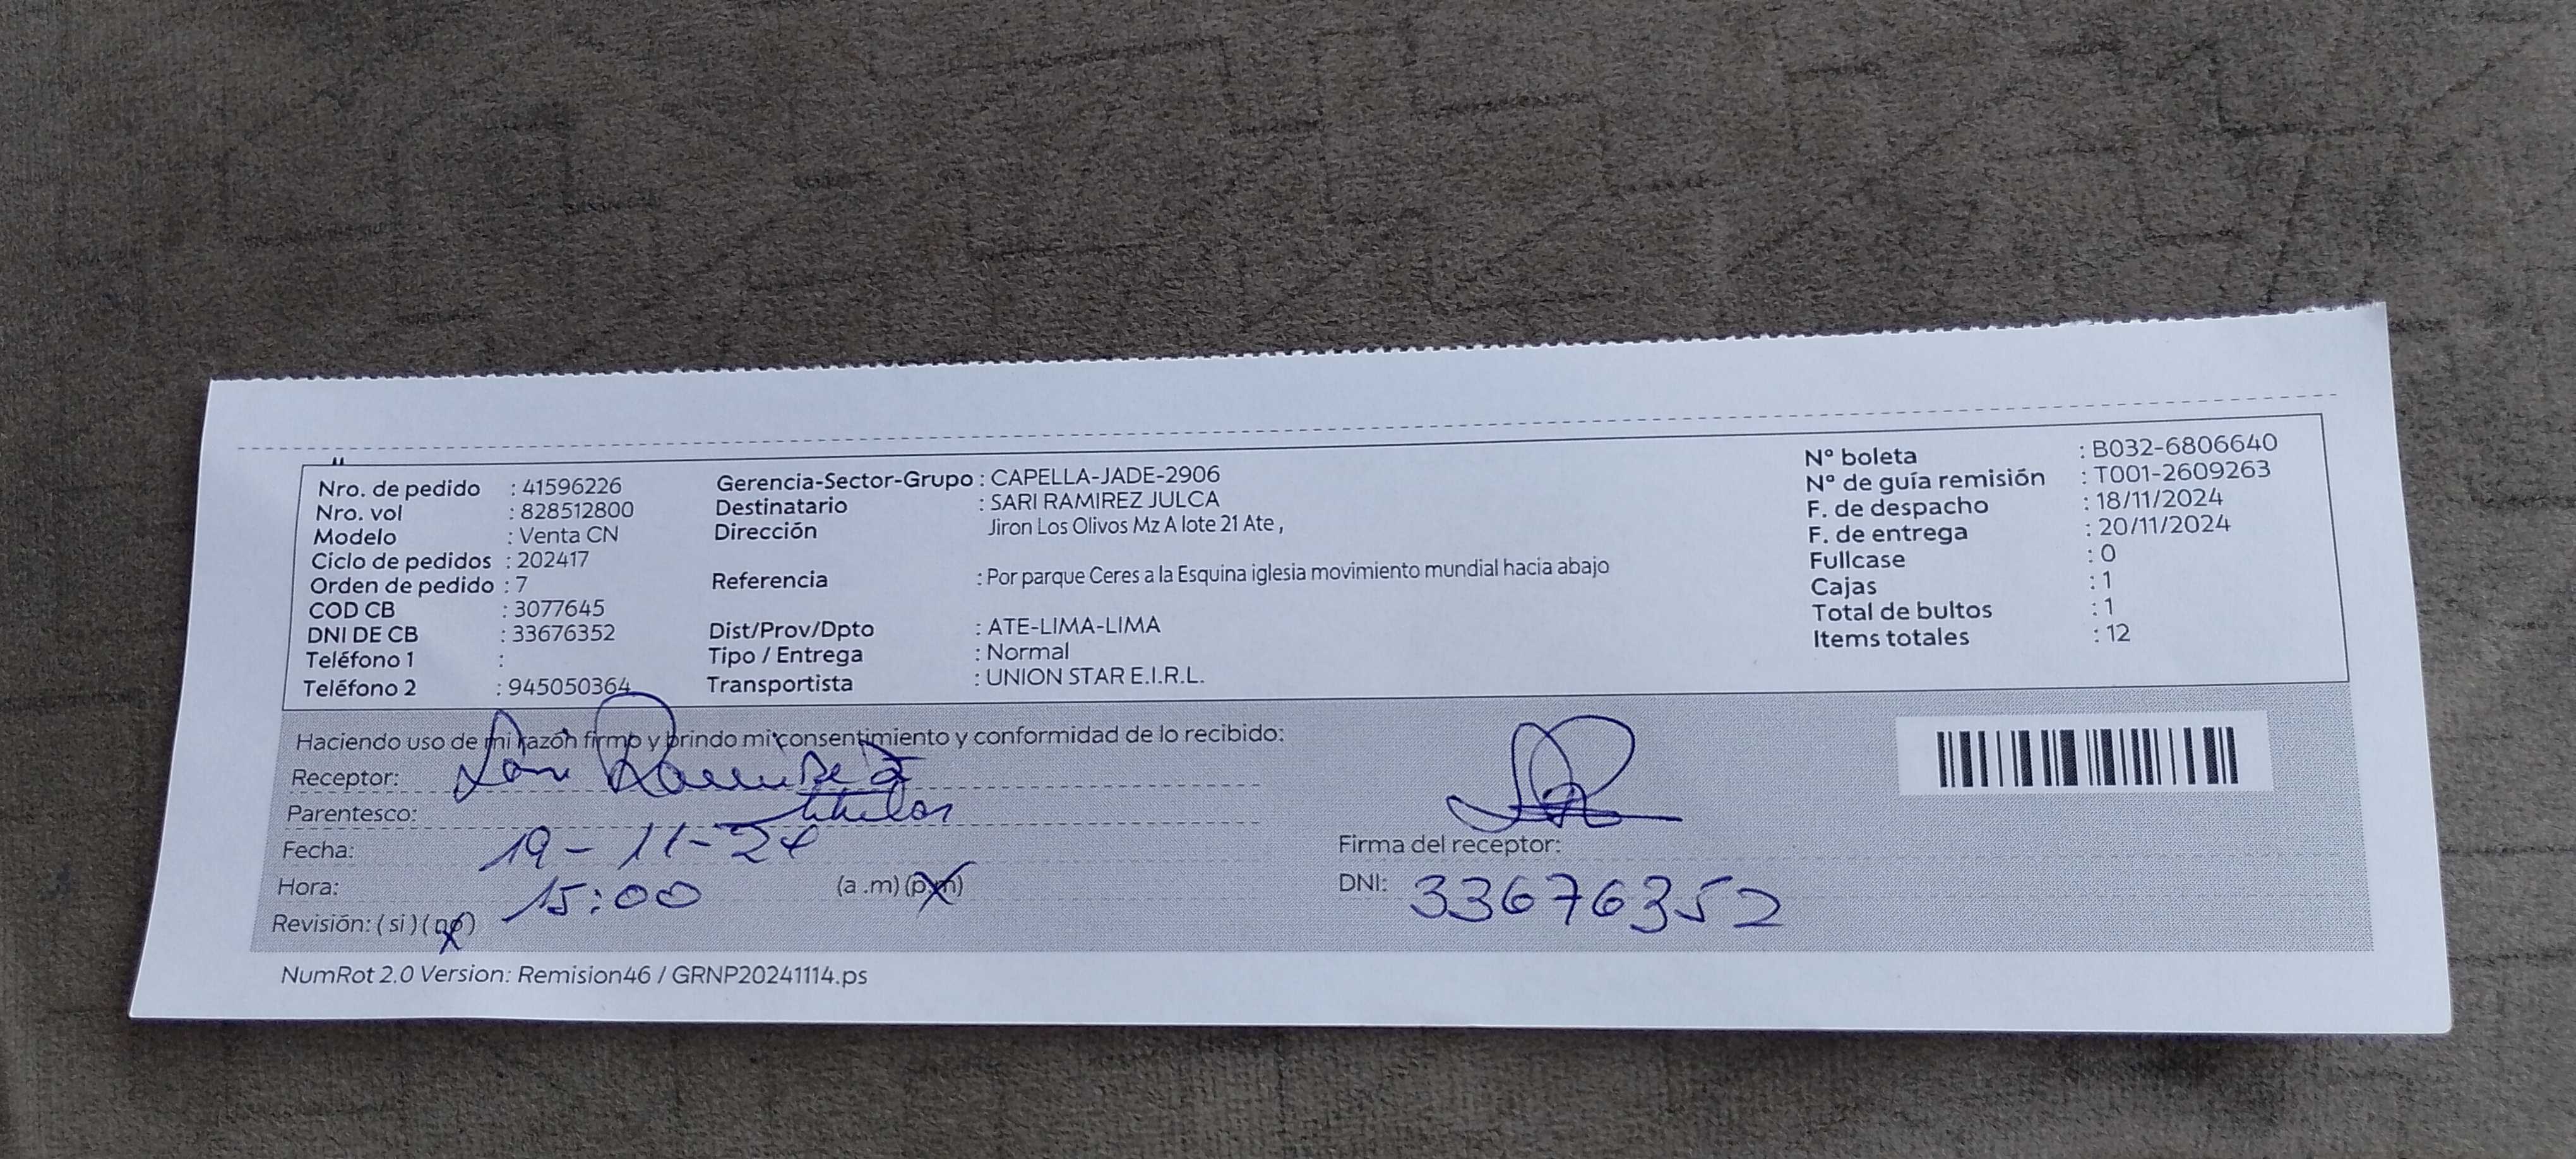 Nro. de pedido : 41596226
Nro. vol : 828512800
Modelo : Venta CN
Ciclo de pedidos : 202417
Orden de pedido : 7
COD CB : 3077645
DNI DE CB : 33676352
Teléfono 1 :
Teléfono 2 : 945050364
Gerencia-Sector-Grupo : CAPELLA-JADE-2906
Destinatario : SARI RAMIREZ JULCA
Dirección Jiron Los Olivos Mz A lote 21 Ate ,
Referencia : Por parque Ceres a la Esquina iglesia movimiento mundial hacia abajo
Dist/Prov/Dpto : ATE-LIMA-LIMA
Tipo / Entrega : Normal
Transportista : UNION STAR E.I.R.L.
Nº boleta : B032-6806640
Nº de guía remisión : T001-2609263
F. de despacho : 18/11/2024
F. de entrega : 20/11/2024
Fullcase : 0
Cajas : 1
Total de bultos : 1
Items totales : 12
Haciendo uso de mi razón firmo y brindo mi consentimiento y conformidad de lo recibido:
Receptor:
Parentesco: titular
Fecha: 19-11-24
Hora: 15:00 (a .m) (p.m)
Revisión: ( si ) ( no )
Firma del receptor:
DNI: 33676352
NumRot 2.0 Version: Remision46 / GRNP20241114.ps